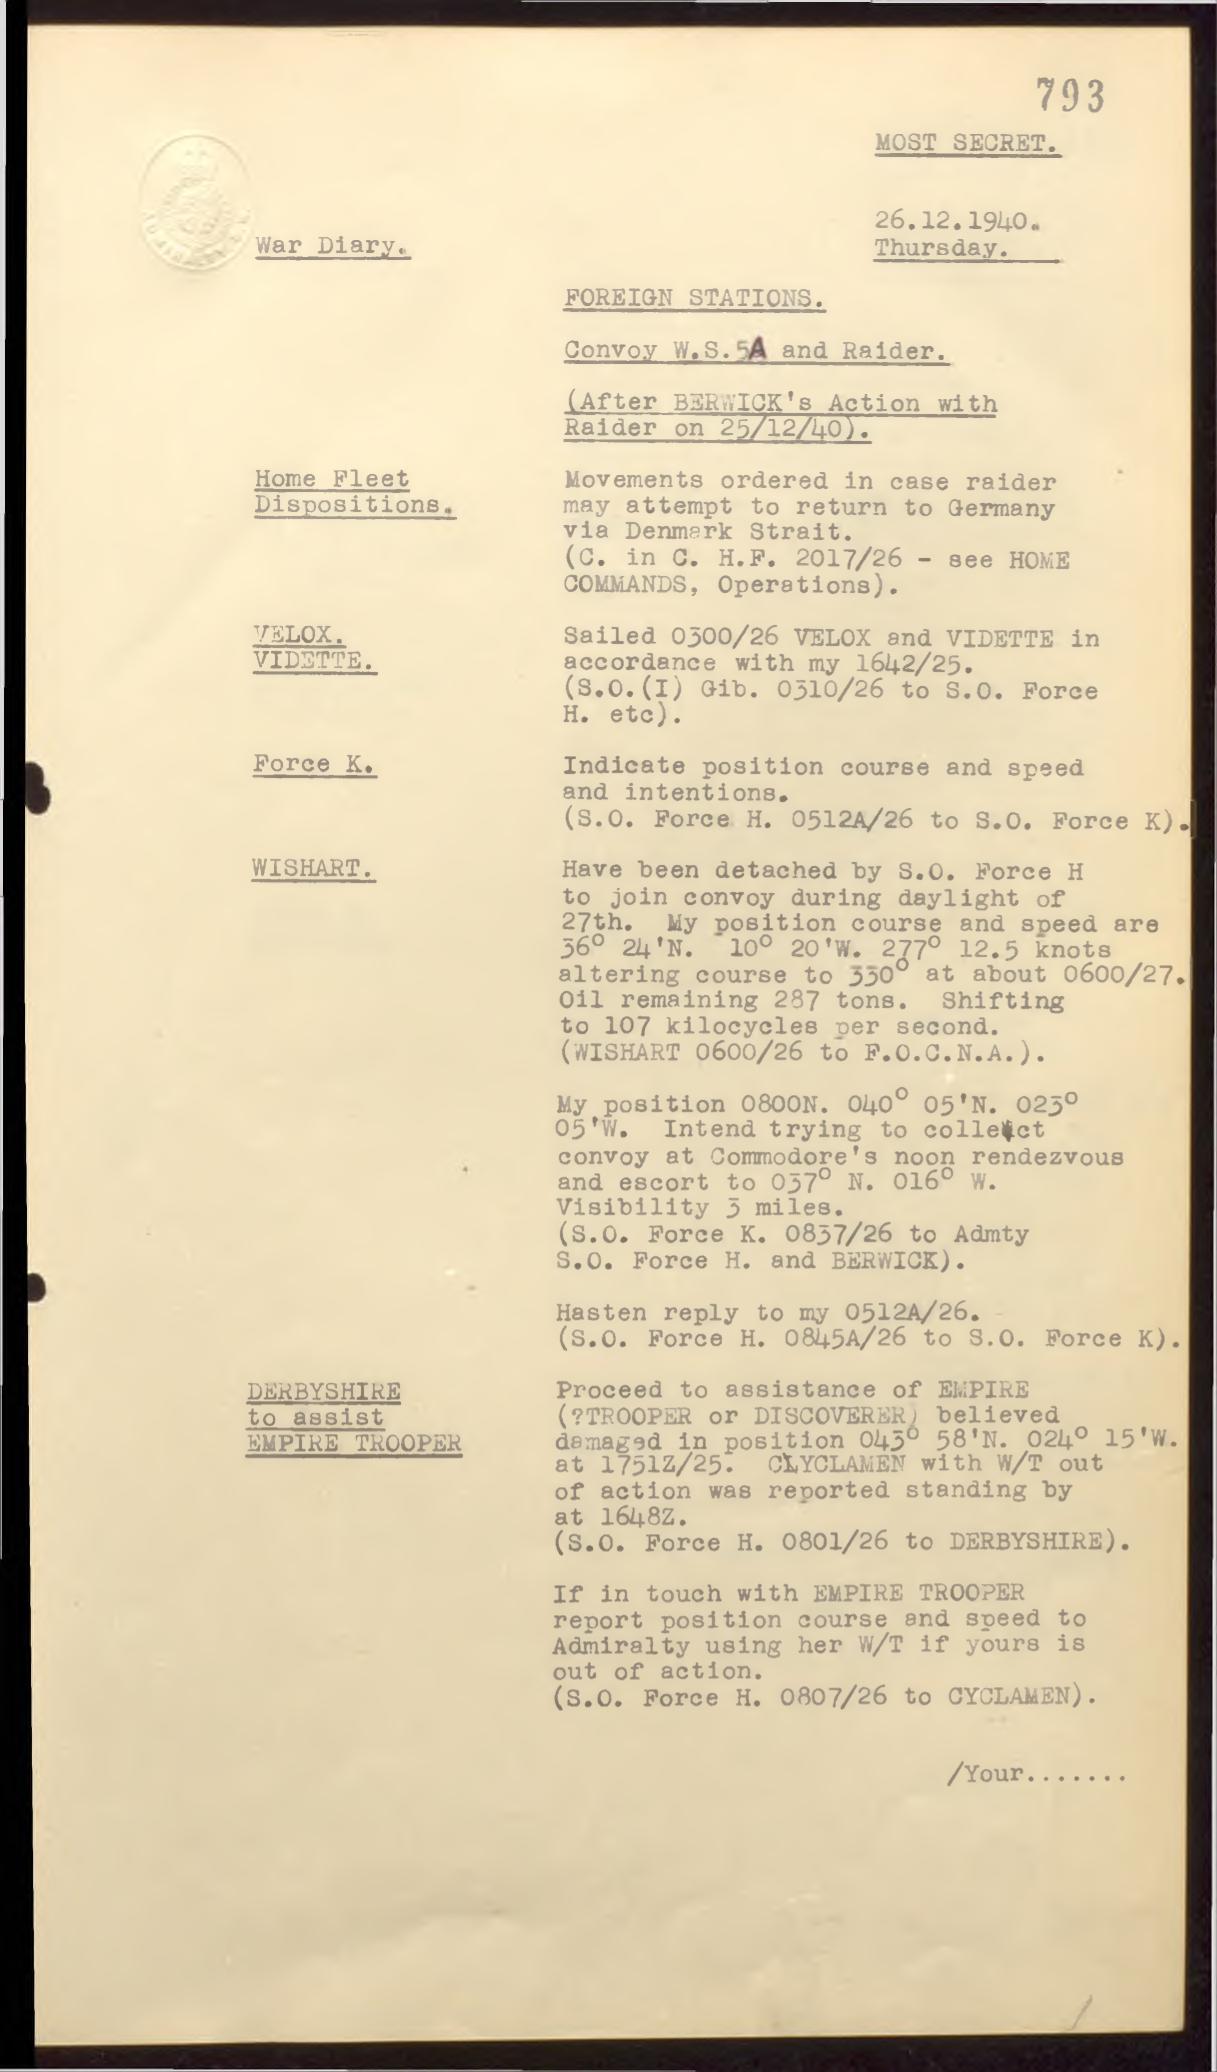 793
MOST SECRET.
26.12.1940.
Thursday.
War Diary.
FOREIGN STATIONS.
Convoy W.S.5A and Raider.
(After BERWICK's Action with
Raider on 25/12/40).
Home Fleet
Dispositions.
Movements ordered in case raider
may attempt to return to Germany
via Denmark Strait.
(C. in C. H.F. 2017/26 - see HOME
COMMANDS, Operations).
VELOX.
VIDETTE.
Sailed 0300/26 VELOX and VIDETTE in
accordance with my 1642/25.
(S.O.(I) Gib. 0310/26 to S.O. Force
H. etc).
Force K.
Indicate position course and speed
and intentions.
(S.O. Force H. 0512A/26 to S.O. Force K).
WISHART.
Have been detached by S.O. Force H
to join convoy during daylight of
27th. My position course and speed are
36° 24'N. 10° 20'W. 277° 12.5 knots
altering course to 330° at about 0600/27.
Oil remaining 287 tons. Shifting
to 107 kilocycles per second.
(WISHART 0600/26 to F.O.C.N.A.).
My position 0800N. 040° 05'N. 023°
05'W. Intend trying to collect
convoy at Commodore's noon rendezvous
and escort to 037° N. 016° W.
Visibility 3 miles.
(S.O. Force K. 0837/26 to Admty
S.O. Force H. and BERWICK).
Hasten reply to my 0512A/26.
(S.O. Force H. 0845A/26 to S.O. Force K).
DERBYSHIRE
to assist
EMPIRE TROOPER
Proceed to assistance of EMPIRE
(?TROOPER or DISCOVERER) believed
damaged in position 043° 58'N. 024° 15'W.
at 1751Z/25. CLYCLAMEN with W/T out
of action was reported standing by
at 1648Z.
(S.O. Force H. 0801/26 to DERBYSHIRE).
If in touch with EMPIRE TROOPER
report position course and speed to
Admiralty using her W/T if yours is
out of action.
(S.O. Force H. 0807/26 to CYCLAMEN).
/Your.......